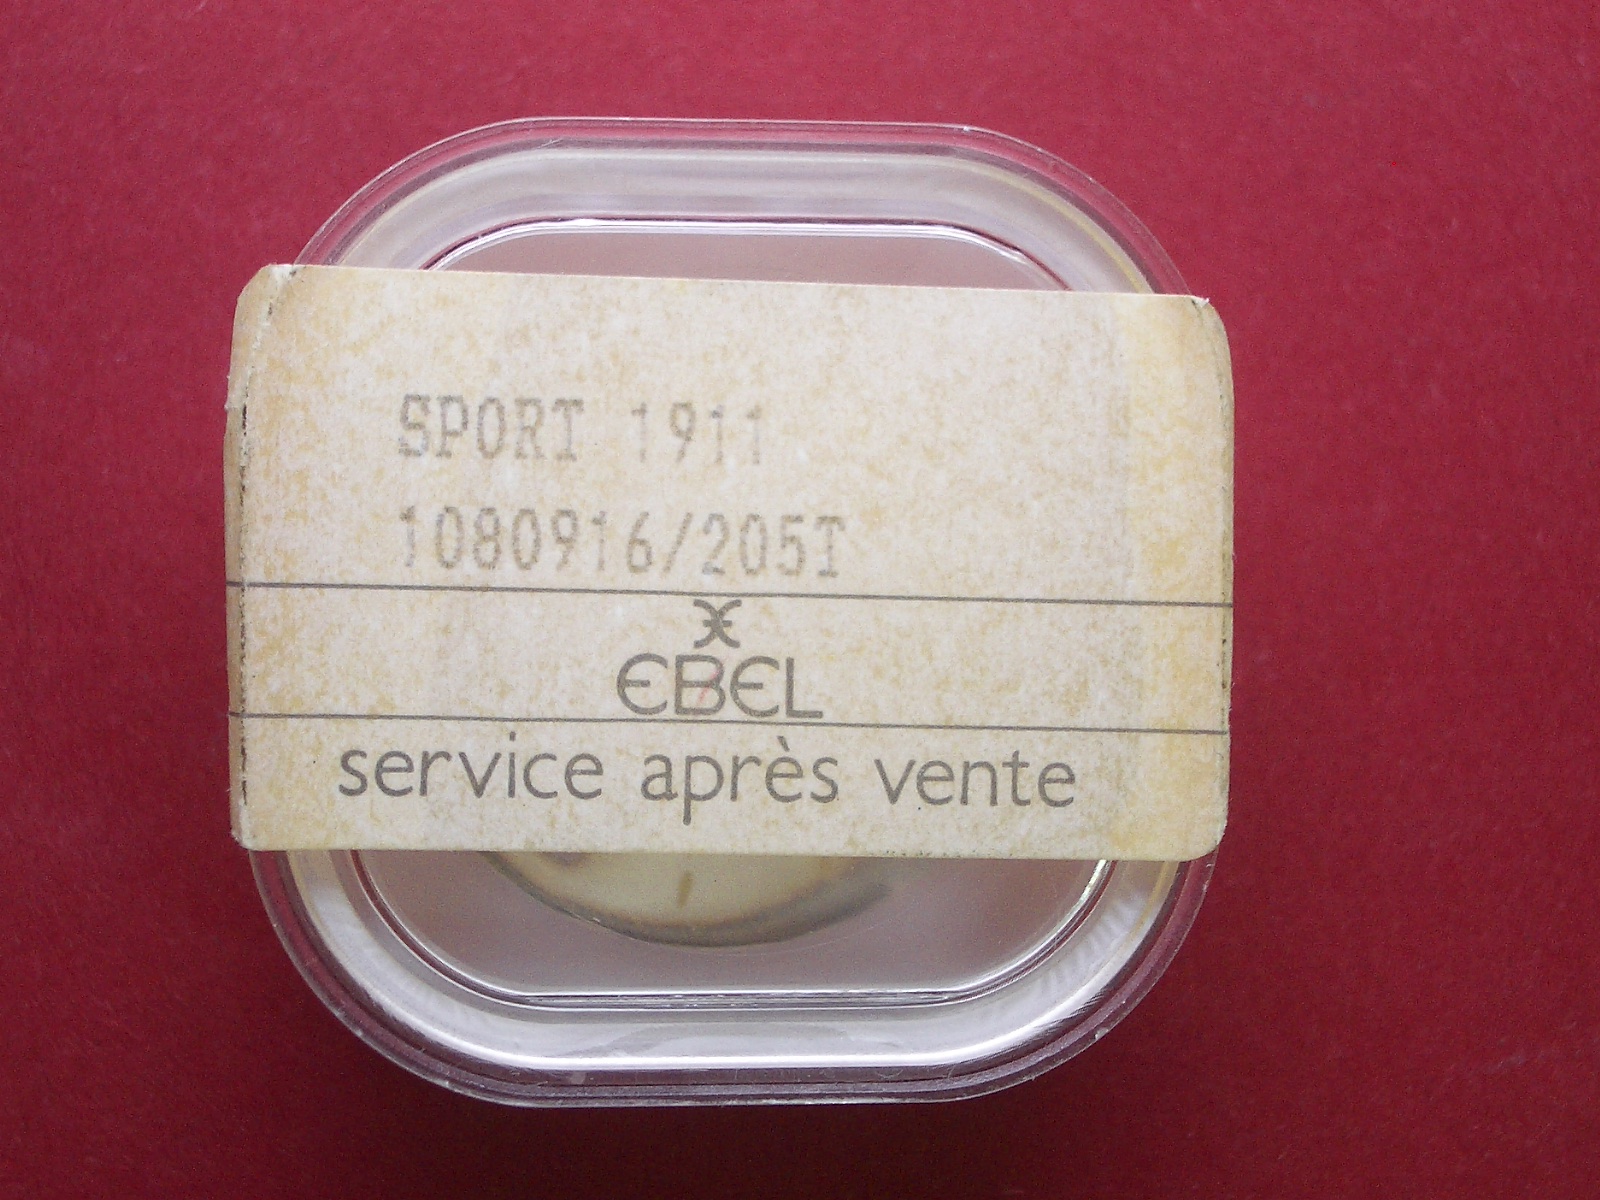 SPORT 1911
1080916/205T
EBEL
service après vente